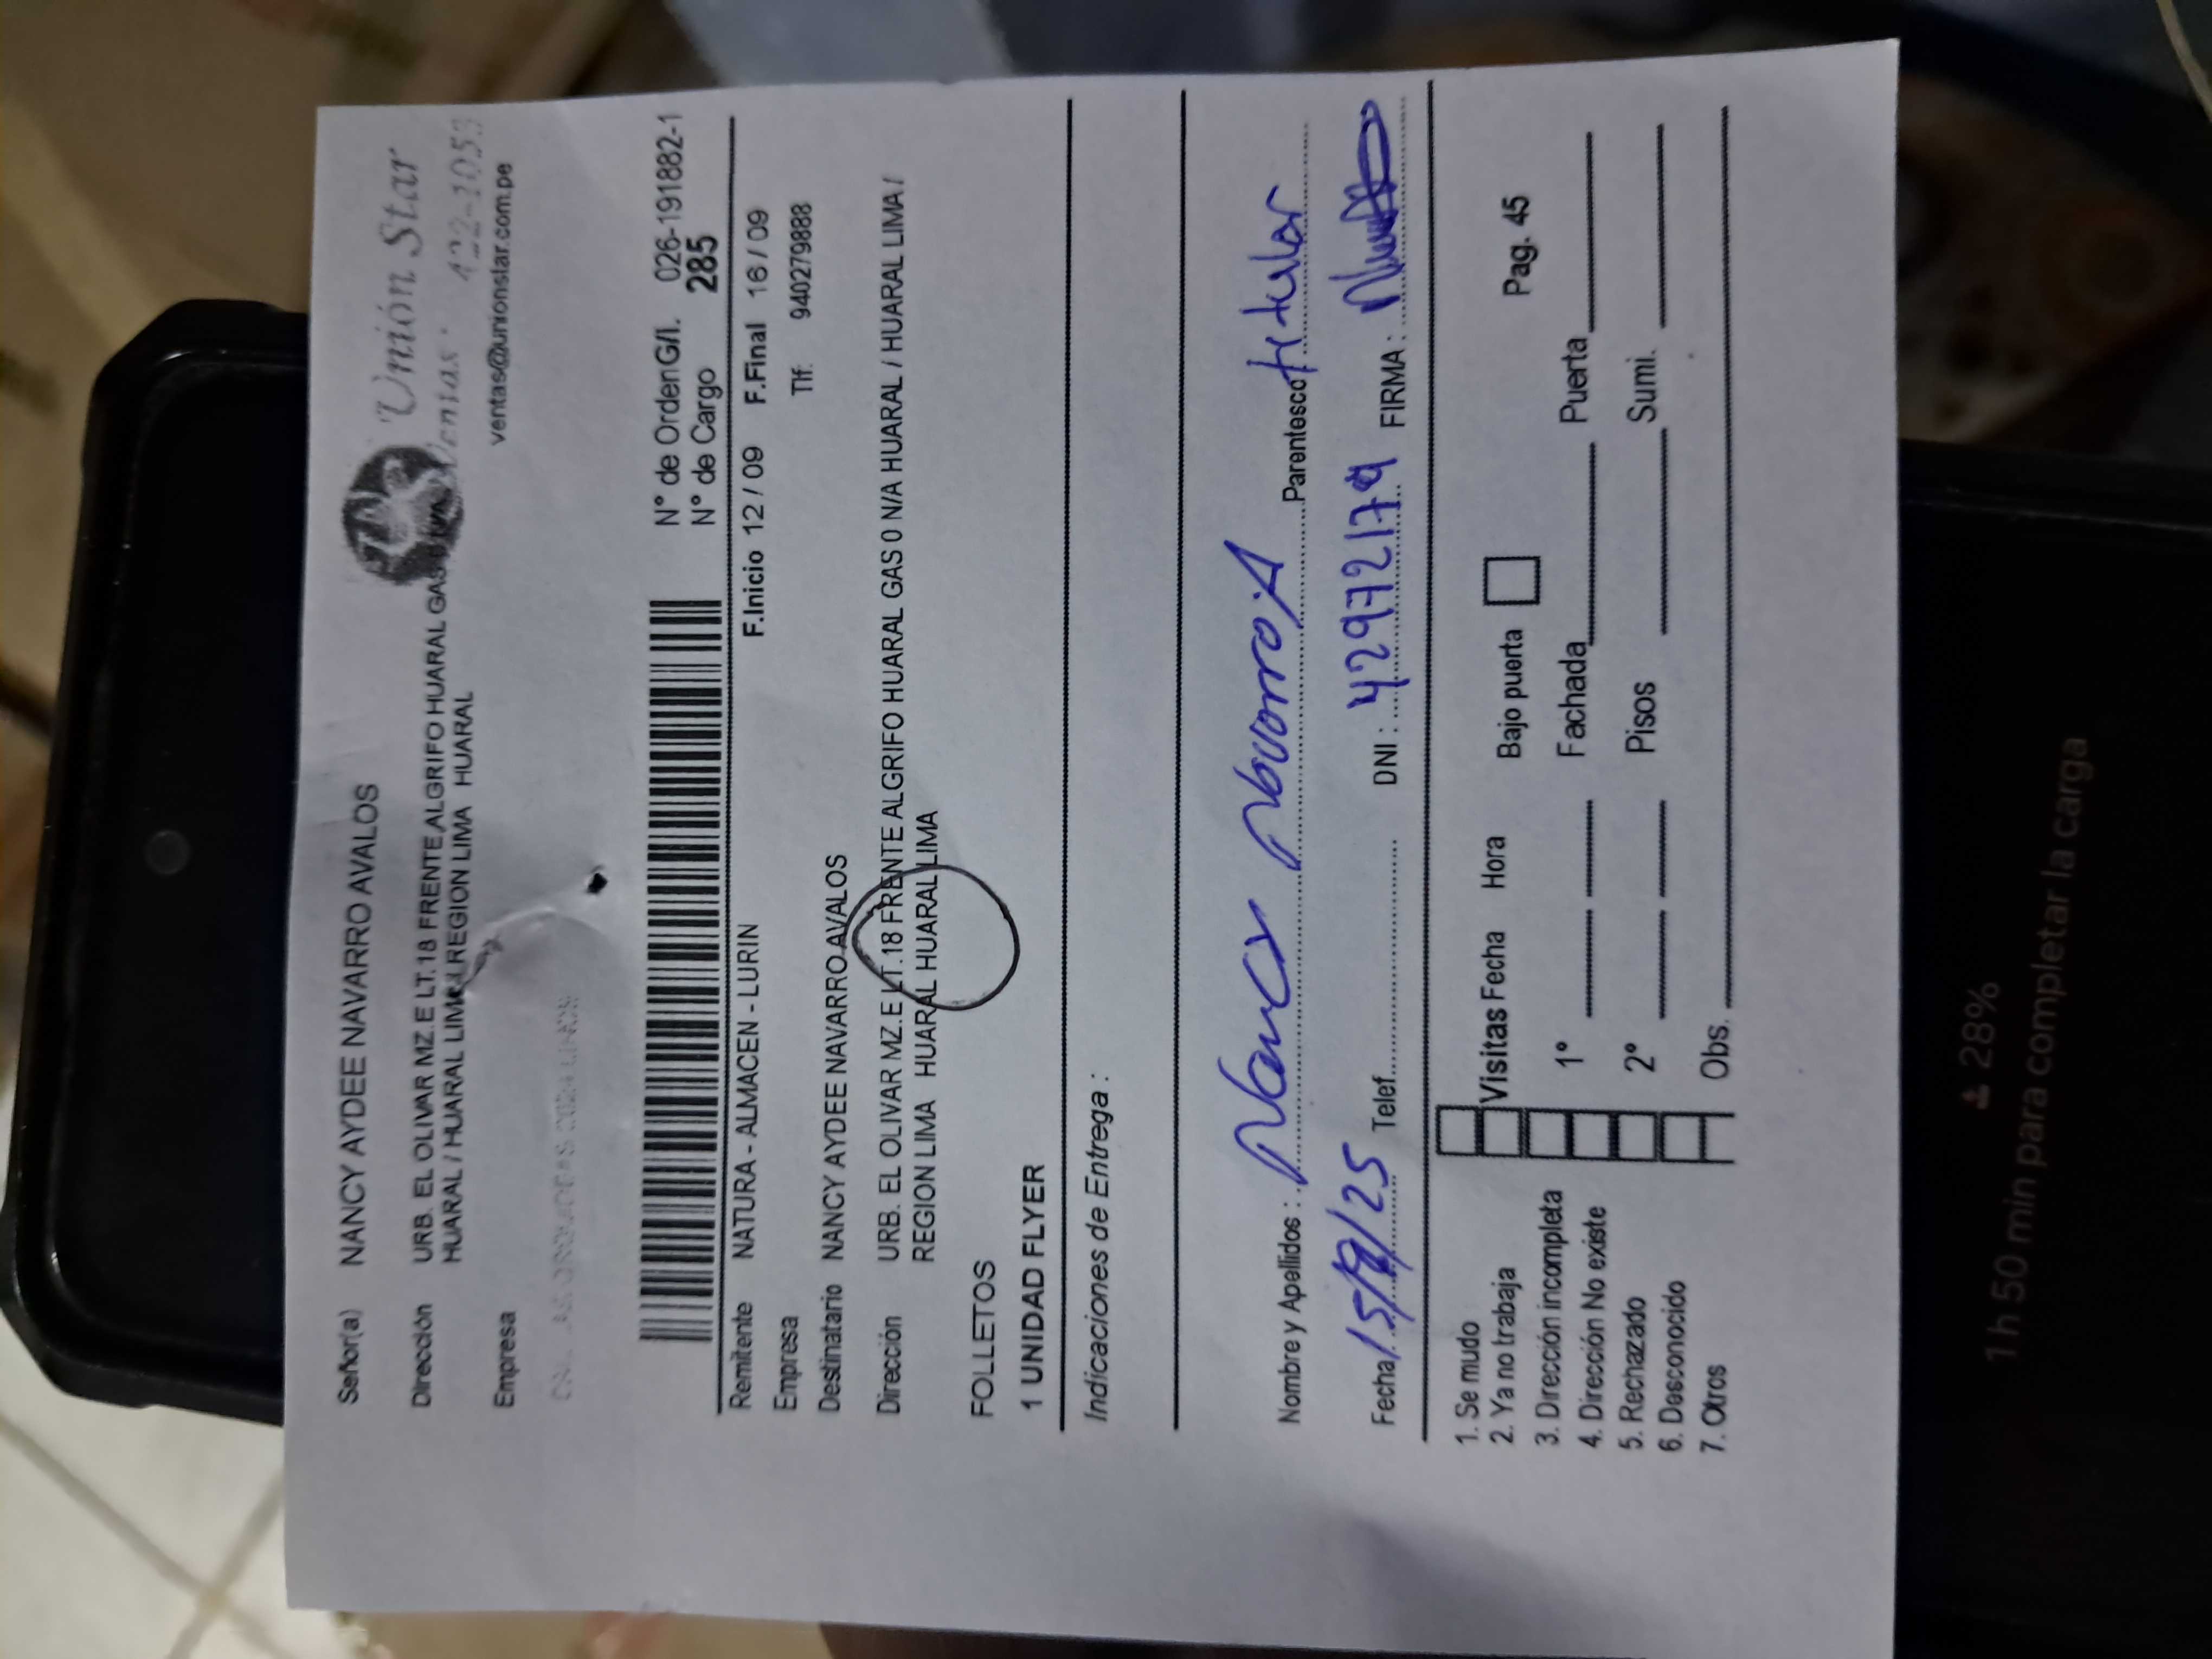 Señor(a) NANCY AYDEE NAVARRO AVALOS
Unión Star
Ventas: 422-1053
ventas@unionstar.com.pe
Dirección URB. EL OLIVAR MZ.E LT.18 FRENTE ALGRIFO HUARAL GAS
HUARAL / HUARAL LIMA REGION LIMA HUARAL
Empresa
N° de OrdenG/I. 026-191882-1
N° de Cargo 285
Remitente NATURA - ALMACEN - LURIN F.Inicio 12 / 09 F.Final 16 / 09
Empresa Tlf: 940279888
Destinatario NANCY AYDEE NAVARRO AVALOS
Dirección URB. EL OLIVAR MZ.E LT.18 FRENTE ALGRIFO HUARAL GAS 0 N/A HUARAL / HUARAL LIMA /
REGION LIMA HUARAL HUARAL LIMA
FOLLETOS
1 UNIDAD FLYER
Indicaciones de Entrega :
Nombre y Apellidos : Nancy Navarro A Parentesco titular
Fecha 15/9/25 Telef. DNI : 42972179 FIRMA :
1. Se mudo
2. Ya no trabaja Visitas Fecha Hora Bajo puerta Pag. 45
3. Dirección incompleta
4. Dirección No existe 1° Fachada Puerta
5. Rechazado
6. Desconocido 2° Pisos Sumi.
7. Otros Obs.
28%
1 h 50 min para completar la carga